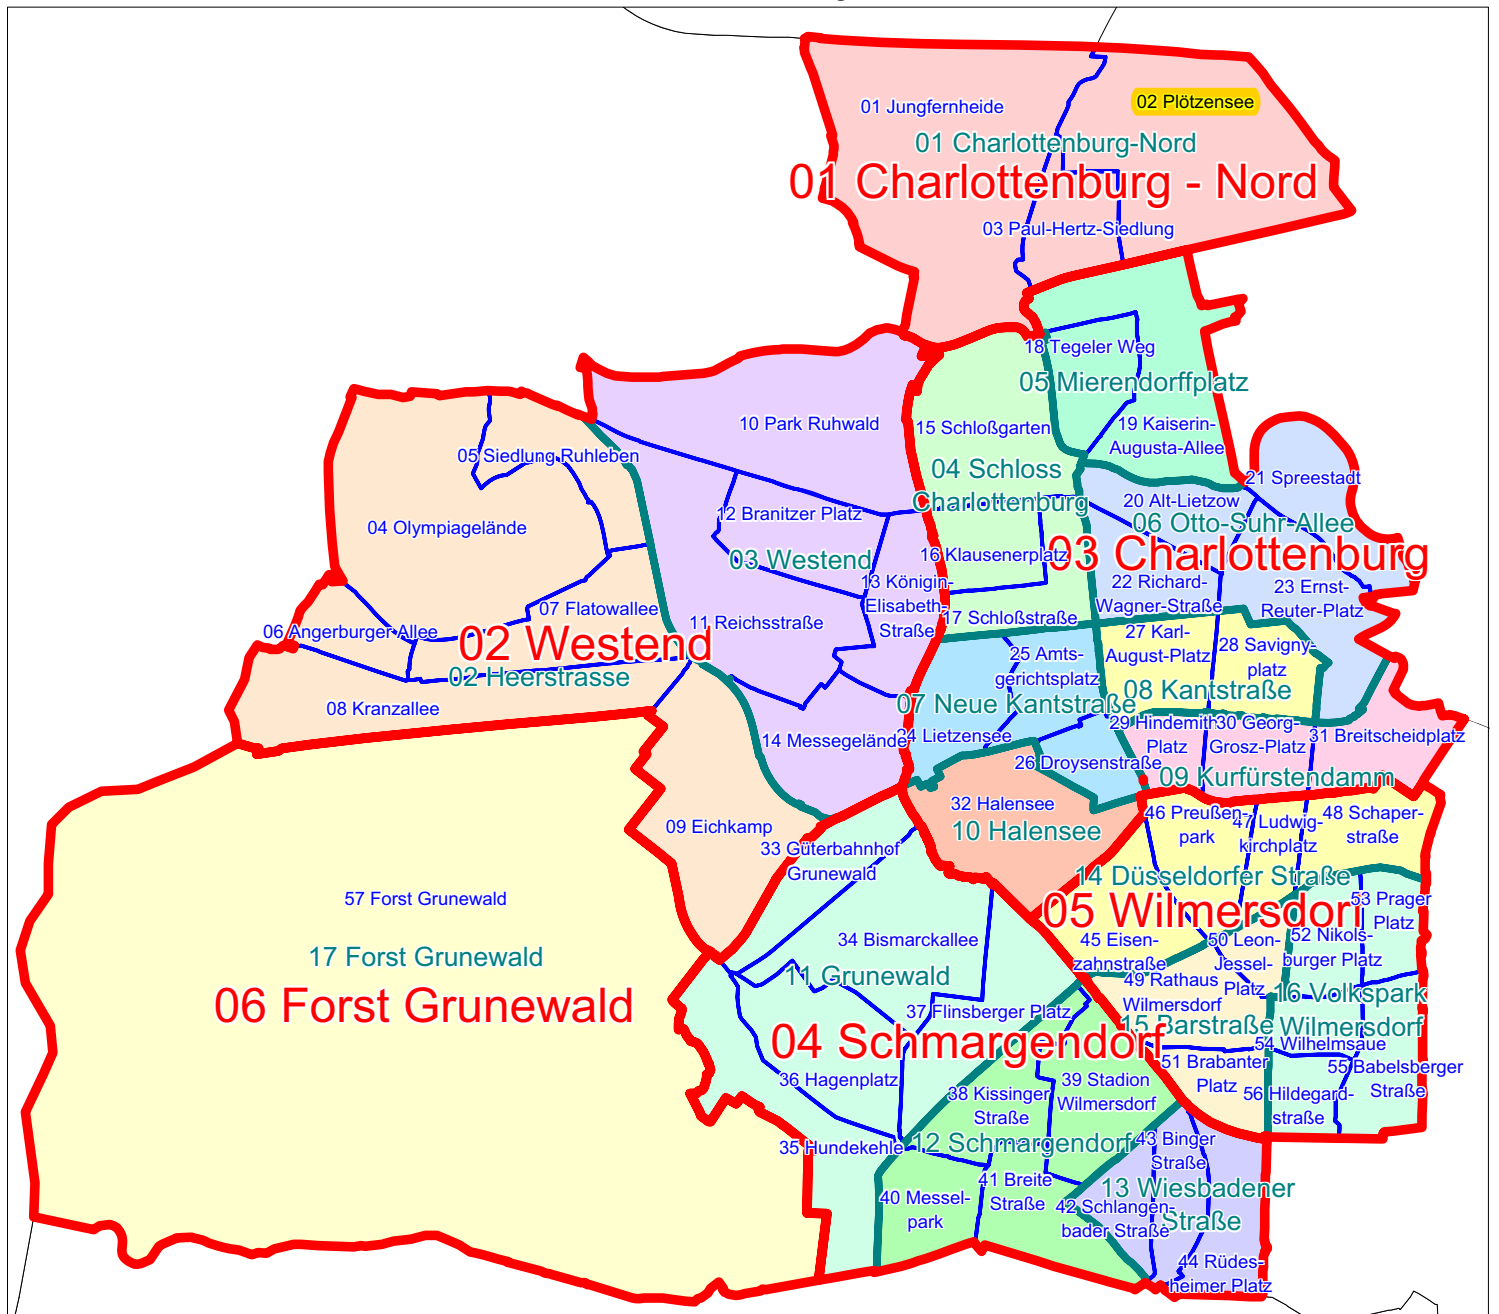 02 Plötzensee
01 Jungfernheide
01 Charlottenburg-Nord
01 Charlottenburg - Nord
03 Paul-Hertz-Siedlung
18 Tegeler Weg
05 Mierendorffplatz
10 Park Ruhwald
15 Schloßgarten
19 Kaiserin-
Augusta-Allee
05 Siedlung Ruhleben
04 Schloss
Charlottenburg
21 Spreestadt
20 Alt-Lietzow
04 Olympiagelände
12 Branitzer Platz
06 Otto-Suhr-Allee
03 Westend
16 Klausenerplatz
03 Charlottenburg
13 Königin-
Elisabeth-
Straße
22 Richard-
Wagner-Straße
23 Ernst-
Reuter-Platz
07 Flatowallee
11 Reichsstraße
17 Schloßstraße
06 Angerburger Allee
02 Westend
27 Karl-
August-Platz
28 Savigny-
platz
25 Amts-
gerichtsplatz
02 Heerstrasse
08 Kantstraße
08 Kranzallee
07 Neue Kantstraße
29 Hindemith-
Platz
30 Georg-
Grosz-Platz
31 Breitscheidplatz
14 Messegelände
24 Lietzensee
26 Droysenstraße
09 Kurfürstendamm
32 Halensee
10 Halensee
46 Preußen-
park
47 Ludwig-
kirchplatz
48 Schaper-
straße
09 Eichkamp
33 Güterbahnhof
Grunewald
14 Düsseldorfer Straße
57 Forst Grunewald
05 Wilmersdorf
53 Prager
Platz
34 Bismarckallee
45 Eisen-
zahnstraße
50 Leon-
Jessel-
Platz
52 Nikols-
burger Platz
17 Forst Grunewald
11 Grunewald
49 Rathaus
Wilmersdorf
16 Volkspark
Wilmersdorf
06 Forst Grunewald
37 Flinsberger Platz
15 Barstraße
04 Schmargendorf
54 Wilhelmsaue
51 Brabanter
Platz
55 Babelsberger
Straße
36 Hagenplatz
38 Kissinger
Straße
39 Stadion
Wilmersdorf
56 Hildegard-
straße
35 Hundekehle
12 Schmargendorf
43 Binger
Straße
40 Messel-
park
41 Breite
Straße
13 Wiesbadener
Straße
42 Schlangen-
bader Straße
44 Rüdes-
heimer Platz